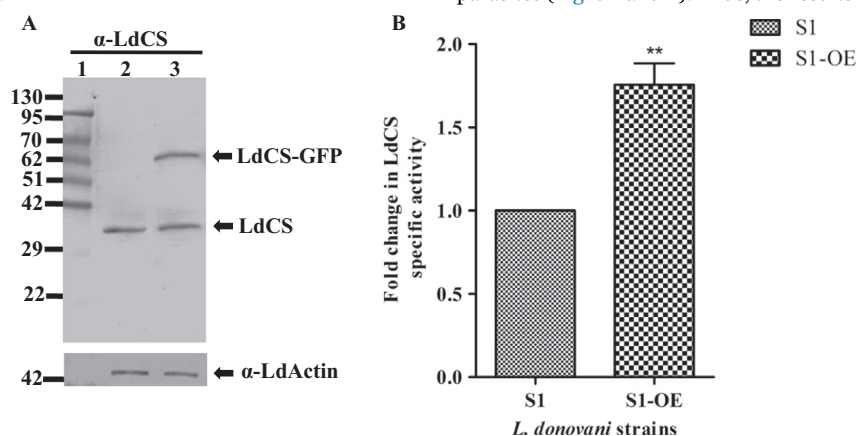 A
α-LdCS
1 2 3
130
95
70
62
51
42
29
22
42
LdCS-GFP
LdCS
α-LdActin
B
S1
S1-OE
**
Fold change in LdCS
specific activity
2.0
1.5
1.0
0.5
0.0
S1 S1-OE
L. donovani strains